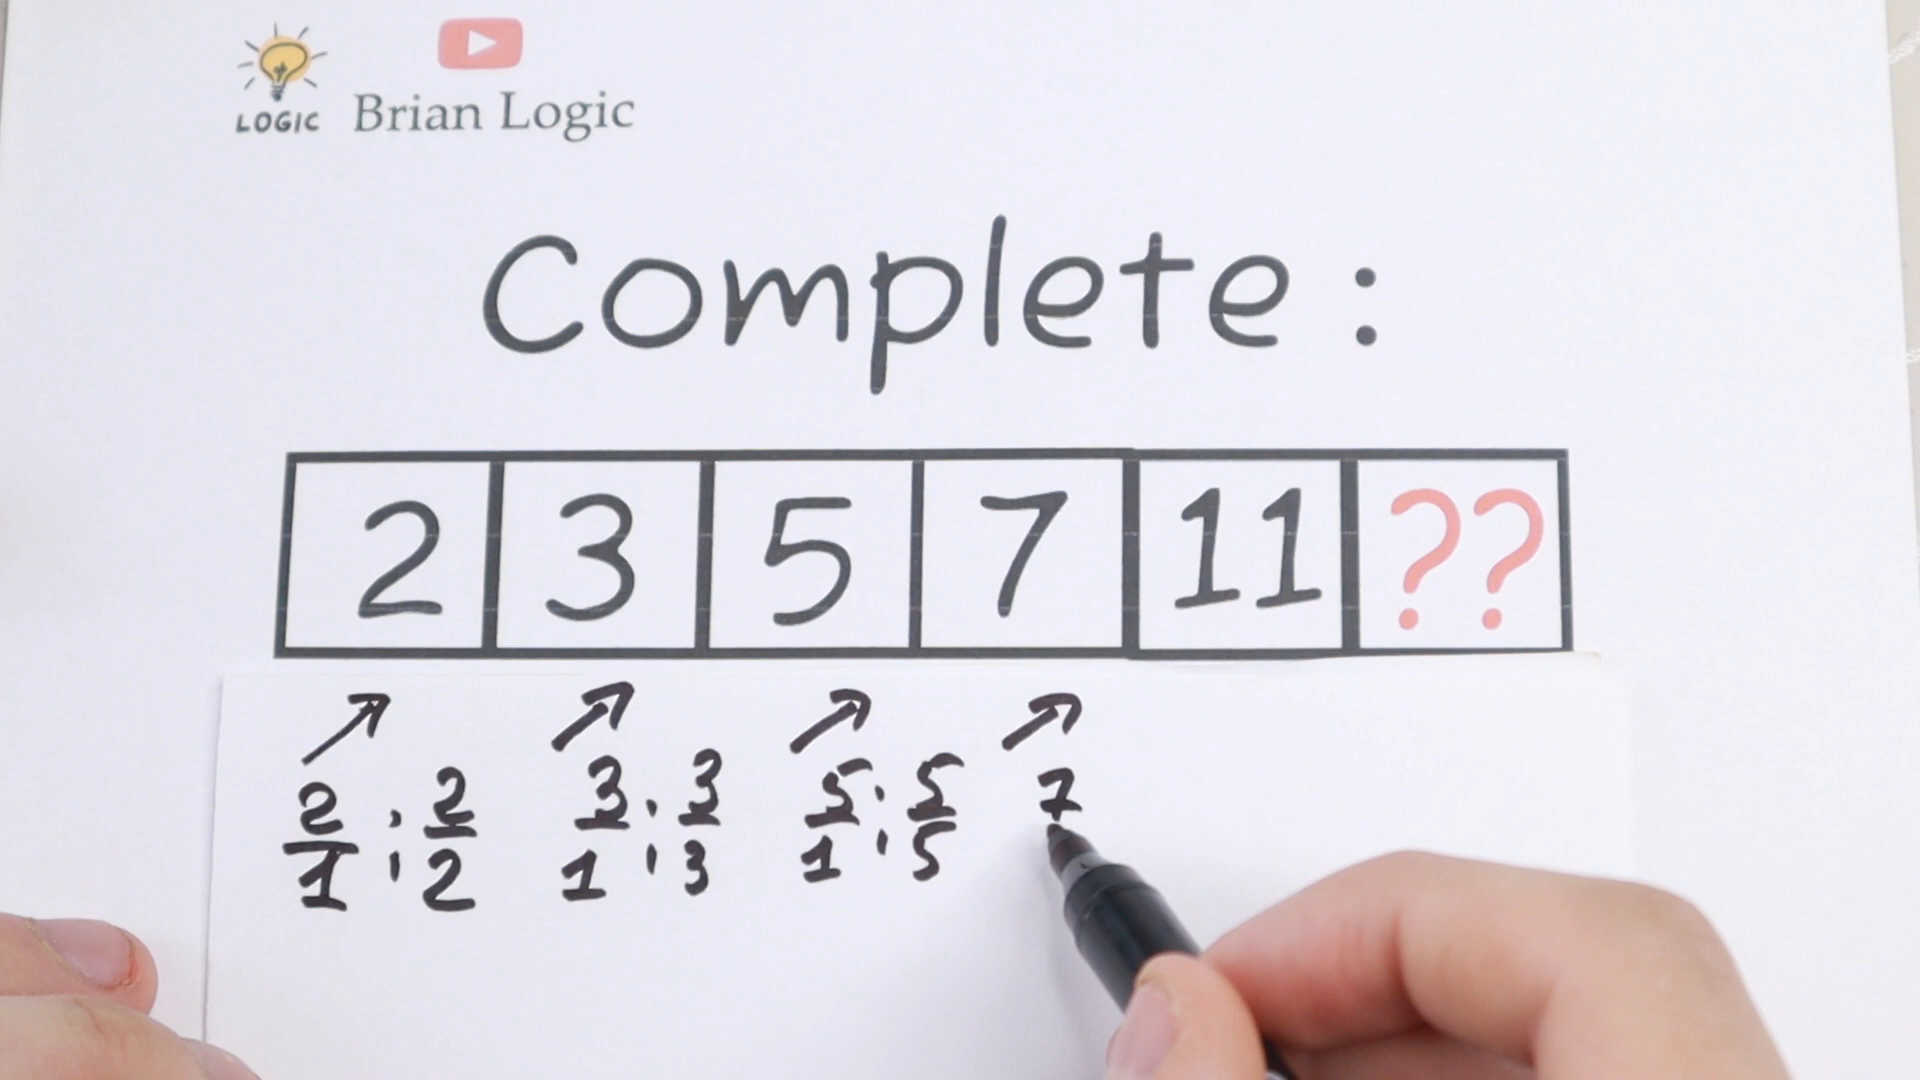 LOGIC Brian Logic
Complete :
2 3 5 7 11 ??
2/1 ; 2/2 3/1 ; 3/3 5/1 ; 5/5 7